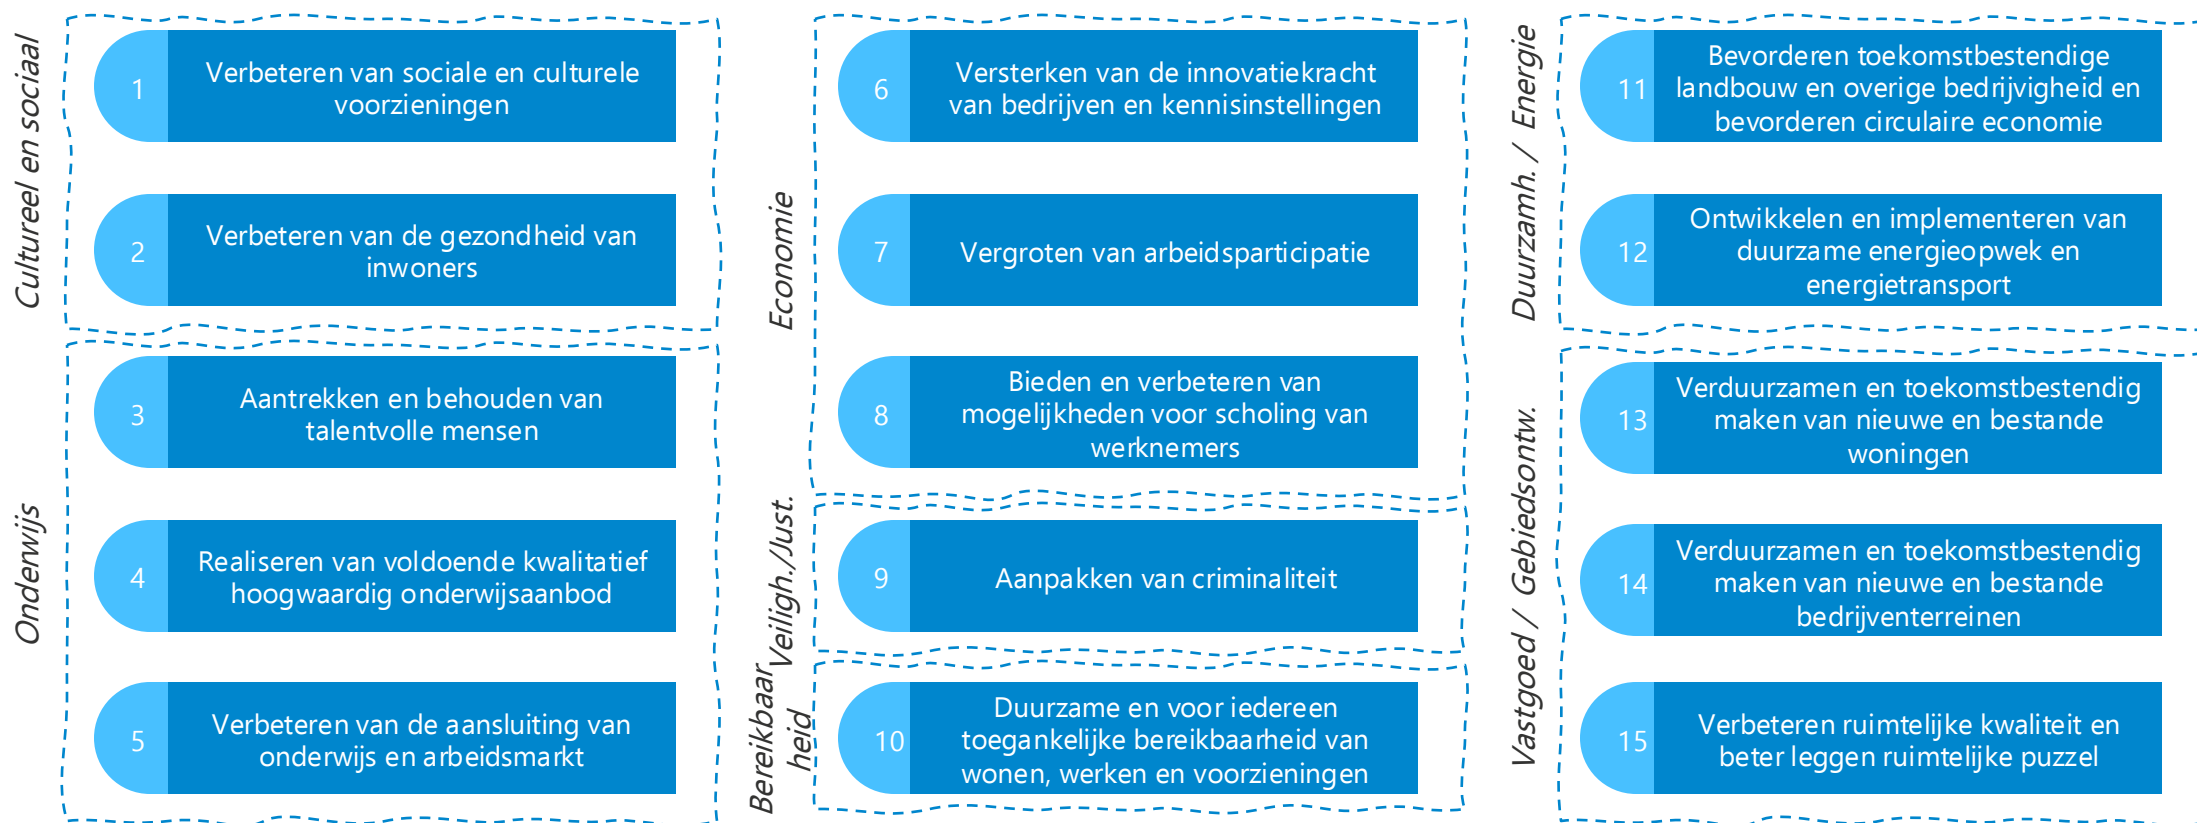 Cultureel en sociaal
1
Verbeteren van sociale en culturele
voorzieningen
2
Verbeteren van de gezondheid van
inwoners
Onderwijs
3
Aantrekken en behouden van
talentvolle mensen
4
Realiseren van voldoende kwalitatief
hoogwaardig onderwijsaanbod
5
Verbeteren van de aansluiting van
onderwijs en arbeidsmarkt
Economie
6
Versterken van de innovatiekracht
van bedrijven en kennisinstellingen
7
Vergroten van arbeidsparticipatie
8
Bieden en verbeteren van
mogelijkheden voor scholing van
werknemers
Veiligh./Just.
9
Aanpakken van criminaliteit
Bereikbaar
heid
10
Duurzame en voor iedereen
toegankelijke bereikbaarheid van
wonen, werken en voorzieningen
Duurzamh. / Energie
11
Bevorderen toekomstbestendige
landbouw en overige bedrijvigheid en
bevorderen circulaire economie
12
Ontwikkelen en implementeren van
duurzame energieopwek en
energietransport
Vastgoed / Gebiedsontw.
13
Verduurzamen en toekomstbestendig
maken van nieuwe en bestande
woningen
14
Verduurzamen en toekomstbestendig
maken van nieuwe en bestande
bedrijventerreinen
15
Verbeteren ruimtelijke kwaliteit en
beter leggen ruimtelijke puzzel